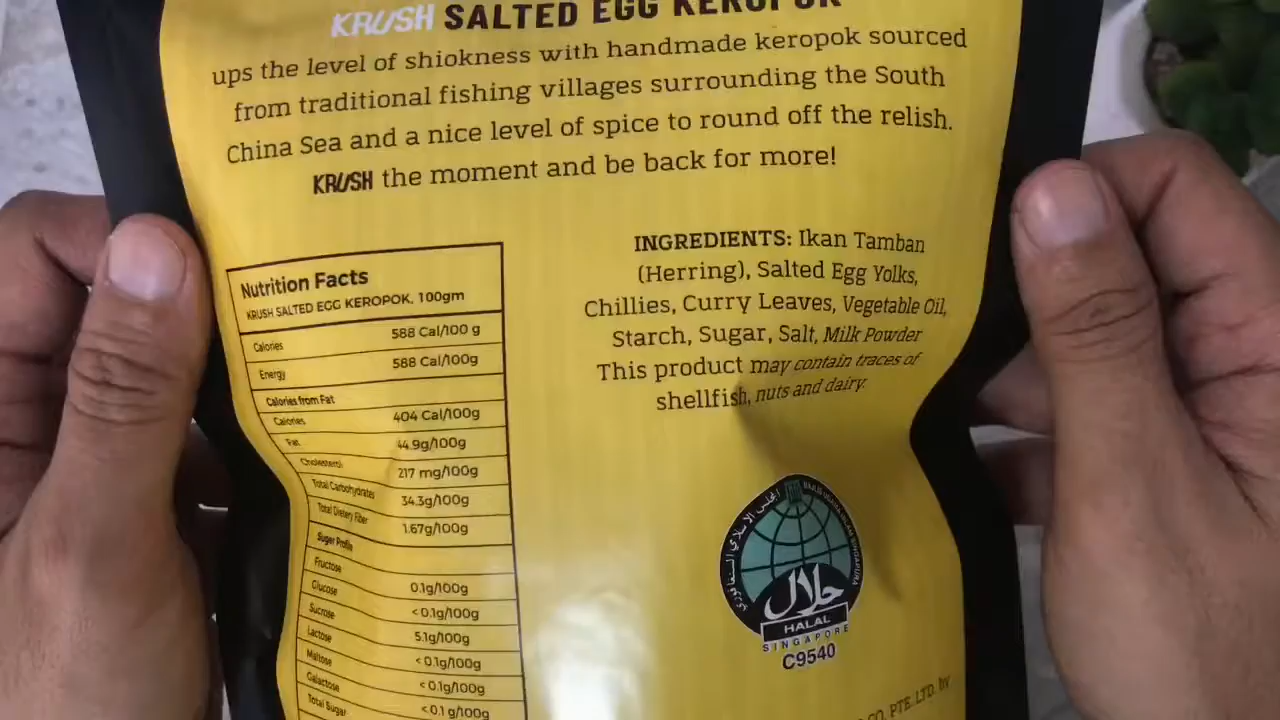 KRUSH SALTED EGG KEROPOK
ups the level of shiokness with handmade keropok sourced
from traditional fishing villages surrounding the South
China Sea and a nice level of spice to round off the relish.
KRUSH the moment and be back for more!
Nutrition Facts
KRUSH SALTED EGG KEROPOK, 100gm
Calories 588 Cal/100 g
Energy 588 Cal/100g
Calories from Fat
Calories 404 Cal/100g
Fat 44.9g/100g
Cholesterol 217 mg/100g
Total Carbohydrates 34.3g/100g
Total Dietary Fiber 1.67g/100g
Sugar Profile
Fructose 0.1g/100g
Glucose <0.1g/100g
Sucrose 5.1g/100g
Lactose <0.1g/100g
Maltose <0.1g/100g
Galactose <0.1 g/100g
Total Sugar
INGREDIENTS: Ikan Tamban
(Herring), Salted Egg Yolks,
Chillies, Curry Leaves, Vegetable Oil,
Starch, Sugar, Salt, Milk Powder
This product may contain traces of
shellfish, nuts and dairy.
حلال
HALAL
SINGAPORE
C9540
CO. PTE. LTD. by